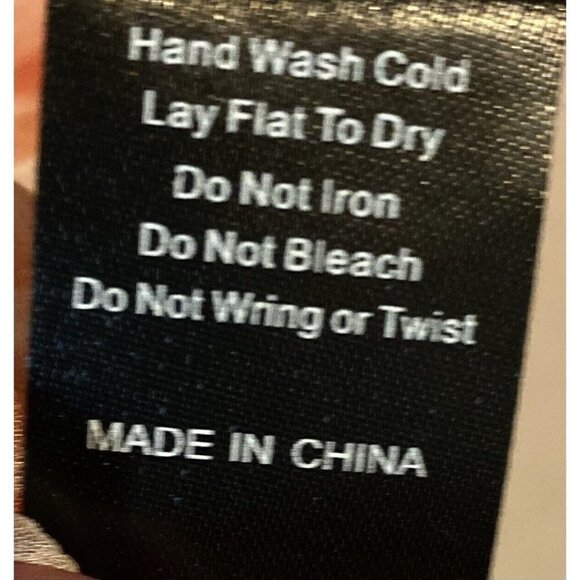 Hand Wash Cold
Lay Flat To Dry
Do Not Iron
Do Not Bleach
Do Not Wring or Twist
MADE IN CHINA